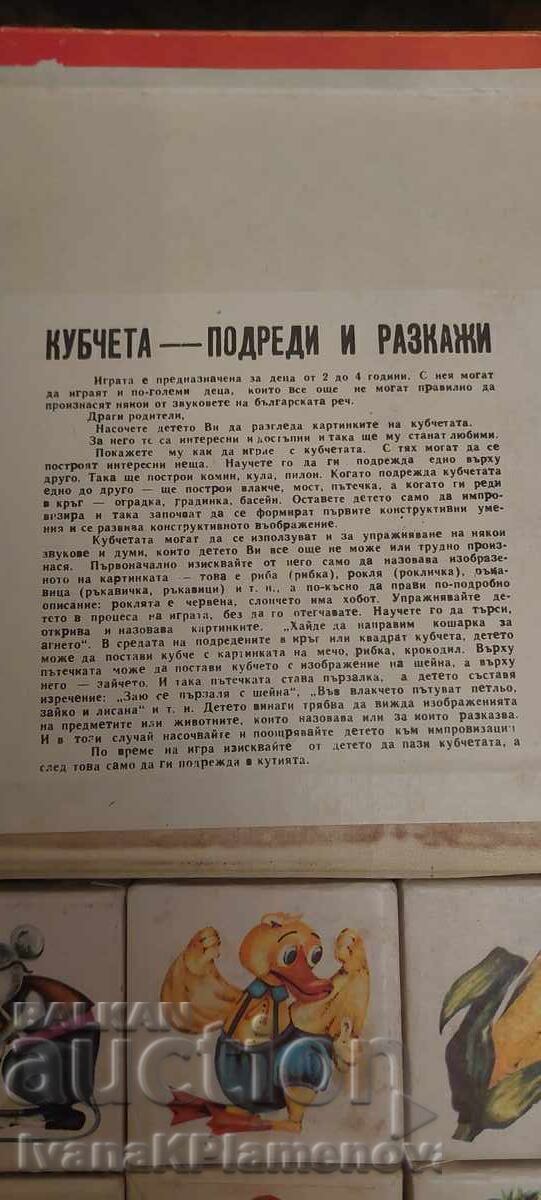 КУБЧЕТА — ПОДРЕДИ И РАЗКАЖИ
Играта е предназначена за деца от 2 до 4 години. С нея могат
да играят и по-големи деца, които все още не могат правилно да
произнасят някои от звуковете на българската реч.
Драги родители,
Насочете детето Ви да разгледа картинките на кубчетата.
За него те са интересни и достъпни и така ще му станат любими.
Покажете му как да играе с кубчетата. С тях могат да се
построят интересни неща. Научете го да ги подрежда едно върху
друго. Така ще построи комин, кула, пилон. Когато подрежда кубчетата
едно до друго — ще построи влакче, мост, пътечка, а когато ги реди
в кръг — оградка, градинка, басейн. Оставете детето само да импро-
визира и така започват да се формират първите конструктивни уме-
ния и се развива конструктивното въображение.
Кубчетата могат да се използуват и за упражняване на някои
звукове и думи, които детето Ви все още не може или трудно произ-
нася. Първоначално изисквайте от него само да назовава изобразе-
ното на картинката — това е риба (рибка), рокля (рокличка), ръка-
вица (ръкавичка, ръкавици) и т. н., а по-късно да прави по-подробно
описание: роклята е червена, слончето има хобот. Упражнявайте де-
тето в процеса на играта, без да го отегчавате. Научете го да търси,
открива и назовава картинките. „Хайде да направим кошарка за
агнето“. В средата на подредените в кръг или квадрат кубчета, детето
може да постави кубче с картинката на мечо, рибка, крокодил. Върху
пътечката може да постави кубчето с изображение на шейна, а върху
него — зайчето. И така пътечката става пързалка, а детето съставя
изречение: „Заю се пързаля с шейна“, „Във влакчето пътуват петльо,
зайко и лисана“ и т. н. Детето винаги трябва да вижда изображенията
на предметите или животните, които назовава или за които разказва.
И в този случай насочвайте и поощрявайте детето към импровизации
По време на игра изисквайте от детето да пази кубчетата, а
след това само да ги подрежда в кутията.
BALKAN
auction
IvanaKPlamenova